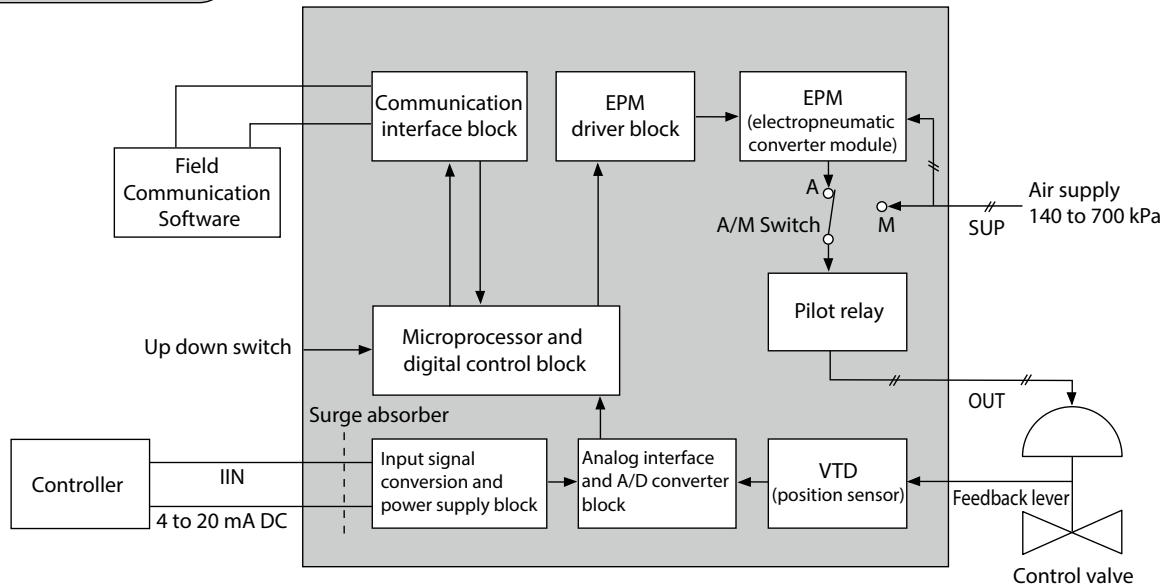 Communication
interface block
EPM
driver block
EPM
(electropneumatic
converter module)
Field
Communication
Software
A
A/M Switch
M
SUP
Air supply
140 to 700 kPa
Pilot relay
Up down switch
Microprocessor and
digital control block
OUT
Surge absorber
Controller
IIN
4 to 20 mA DC
Input signal
conversion and
power supply block
Analog interface
and A/D converter
block
VTD
(position sensor)
Feedback lever
Control valve